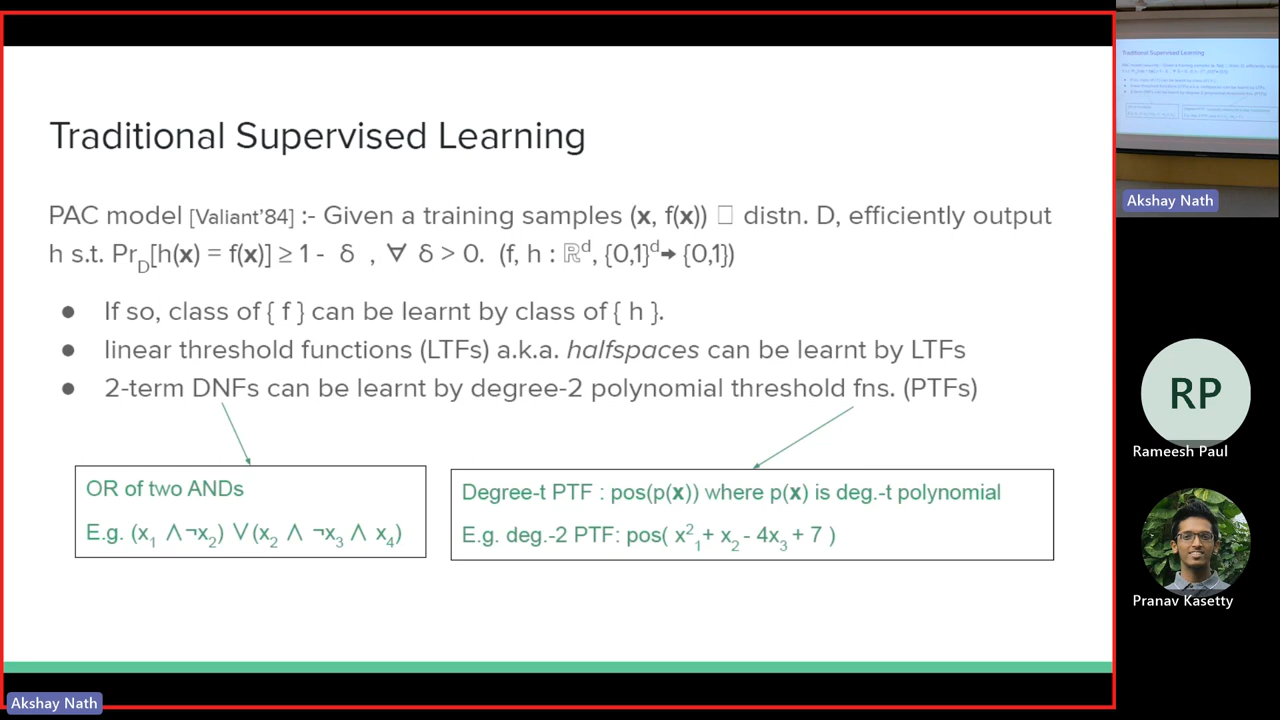 Traditional Supervised Learning
PAC model [Valiant’84] :- Given a training samples (x, f(x)) □ distn. D, efficiently output
h s.t. Pr_D[h(x) = f(x)] ≥ 1 - δ , ∀ δ > 0. (f, h : ℝ^d, {0,1}^d → {0,1})
● If so, class of { f } can be learnt by class of { h }.
● linear threshold functions (LTFs) a.k.a. halfspaces can be learnt by LTFs
● 2-term DNFs can be learnt by degree-2 polynomial threshold fns. (PTFs)
OR of two ANDs
E.g. (x₁ ∧ ¬x₂) ∨ (x₂ ∧ ¬x₃ ∧ x₄)
Degree-t PTF : pos(p(x)) where p(x) is deg.-t polynomial
E.g. deg.-2 PTF: pos( x²₁ + x₂ - 4x₃ + 7 )
Akshay Nath
Traditional Supervised Learning
Akshay Nath
RP
Rameesh Paul
Pranav Kasetty